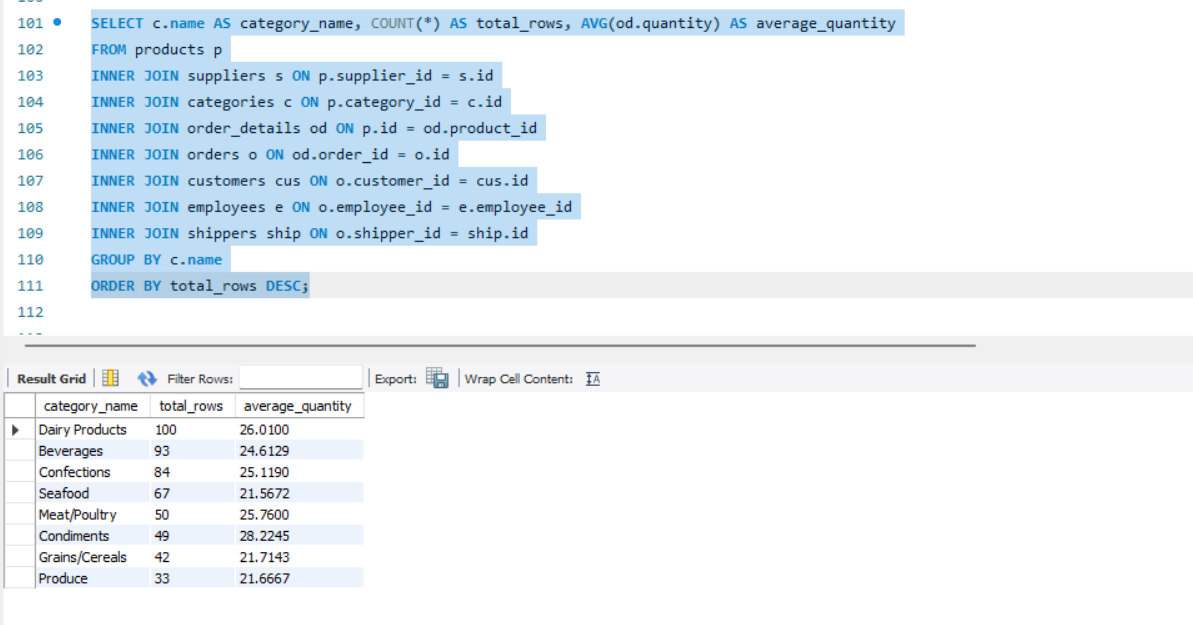 101 SELECT c.name AS category_name, COUNT(*) AS total_rows, AVG(od.quantity) AS average_quantity
102 FROM products p
103 INNER JOIN suppliers s ON p.supplier_id = s.id
104 INNER JOIN categories c ON p.category_id = c.id
105 INNER JOIN order_details od ON p.id = od.product_id
106 INNER JOIN orders o ON od.order_id = o.id
107 INNER JOIN customers cus ON o.customer_id = cus.id
108 INNER JOIN employees e ON o.employee_id = e.employee_id
109 INNER JOIN shippers ship ON o.shipper_id = ship.id
110 GROUP BY c.name
111 ORDER BY total_rows DESC;
112
Result Grid Filter Rows: Export: Wrap Cell Content:
category_name total_rows average_quantity
Dairy Products 100 26.0100
Beverages 93 24.6129
Confections 84 25.1190
Seafood 67 21.5672
Meat/Poultry 50 25.7600
Condiments 49 28.2245
Grains/Cereals 42 21.7143
Produce 33 21.6667